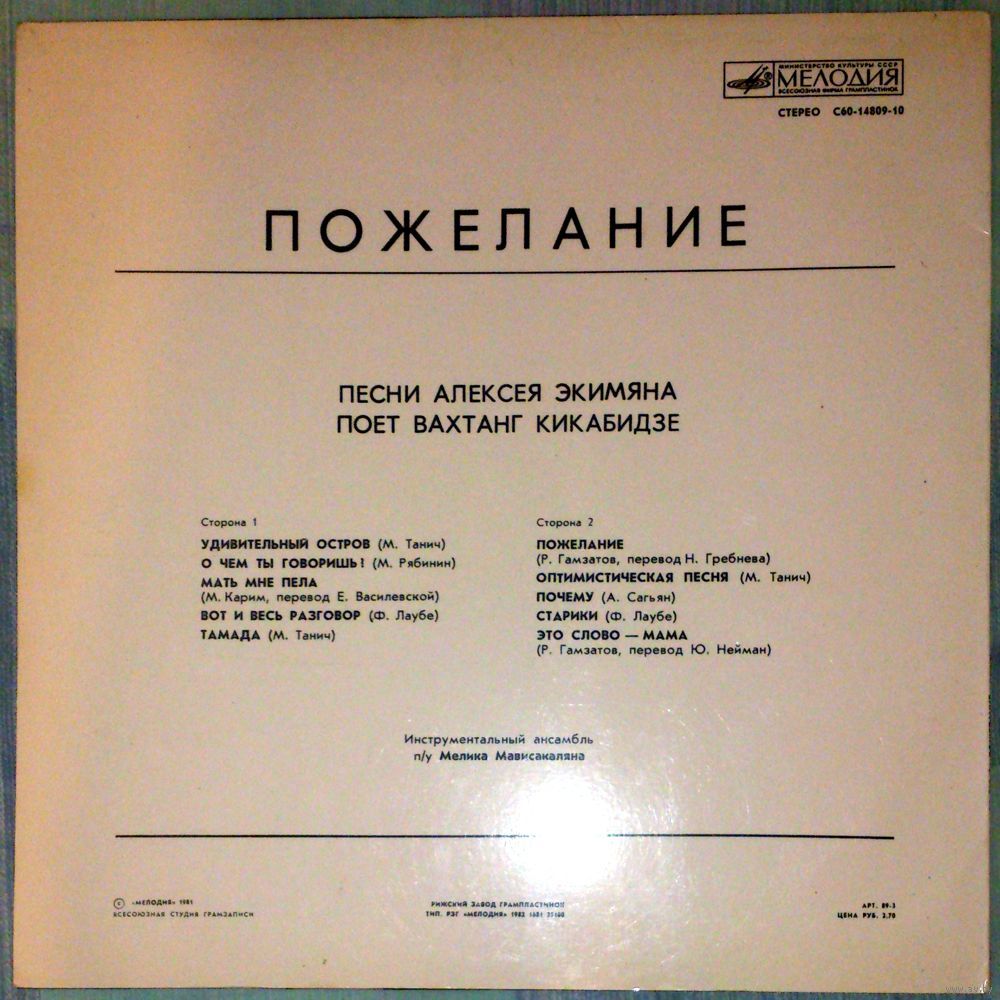 МИНИСТЕРСТВО КУЛЬТУРЫ СССР
МЕЛОДИЯ
ВСЕСОЮЗНАЯ ФИРМА ГРАМПЛАСТИНОК
СТЕРЕО С60-14809-10
ПОЖЕЛАНИЕ
ПЕСНИ АЛЕКСЕЯ ЭКИМЯНА
ПОЕТ ВАХТАНГ КИКАБИДЗЕ
Сторона 1
УДИВИТЕЛЬНЫЙ ОСТРОВ (М. Танич)
О ЧЕМ ТЫ ГОВОРИШЬ! (М. Рябинин)
МАТЬ МНЕ ПЕЛА
(М. Карим, перевод Е. Василевской)
ВОТ И ВЕСЬ РАЗГОВОР (Ф. Лаубе)
ТАМАДА (М. Танич)
Сторона 2
ПОЖЕЛАНИЕ
(Р. Гамзатов, перевод Н. Гребнева)
ОПТИМИСТИЧЕСКАЯ ПЕСНЯ (М. Танич)
ПОЧЕМУ (А. Сагьян)
СТАРИКИ (Ф. Лаубе)
ЭТО СЛОВО — МАМА
(Р. Гамзатов, перевод Ю. Нейман)
Инструментальный ансамбль
п/у Мелика Мависакаляна
© «МЕЛОДИЯ» 1981
ВСЕСОЮЗНАЯ СТУДИЯ ГРАМЗАПИСИ
РИЖСКИЙ ЗАВОД ГРАМПЛАСТИНОК
ТИП. РЗГ «МЕЛОДИЯ» 1982
АРТ. 89-3
ЦЕНА РУБ. 2.70